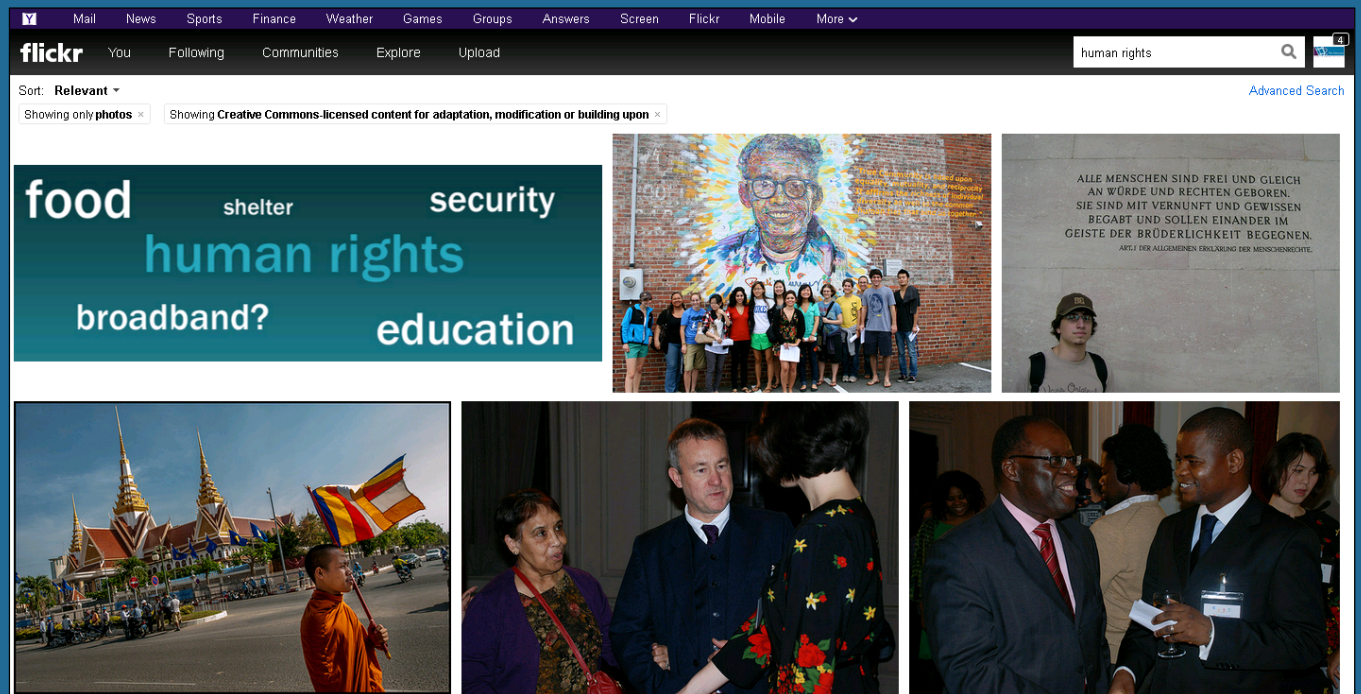 Y Mail News Sports Finance Weather Games Groups Answers Screen Flickr Mobile More
4
flickr You Following Communities Explore Upload human rights
Sort: Relevant Advanced Search
Showing only photos × Showing Creative Commons-licensed content for adaptation, modification or building upon ×
food
shelter
security
human rights
broadband?
education
ALLE MENSCHEN SIND FREI UND GLEICH
AN WÜRDE UND RECHTEN GEBOREN.
SIE SIND MIT VERNUNFT UND GEWISSEN
BEGABT UND SOLLEN EINANDER IM
GEISTE DER BRÜDERLICHKEIT BEGEGNEN.
ART.1 DER ALLGEMEINEN ERKLÄRUNG DER MENSCHENRECHTE.